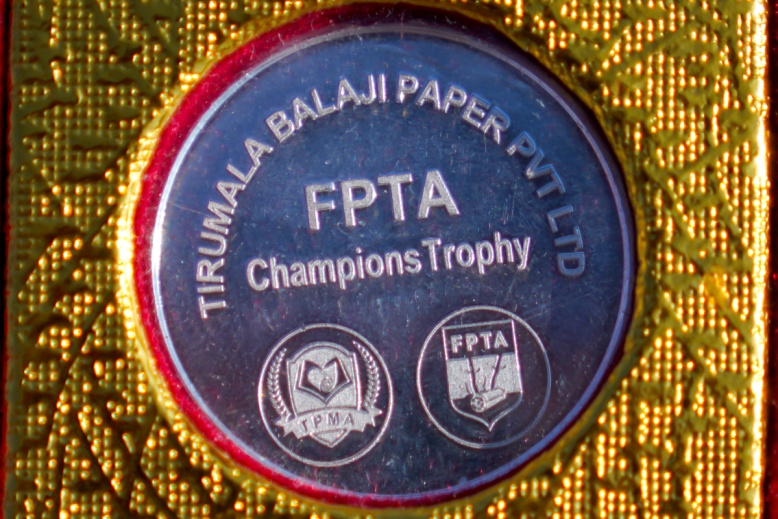 TIRUMALA BALAJI PAPER PVT LTD
FPTA
Champions Trophy
TPMA
FPTA